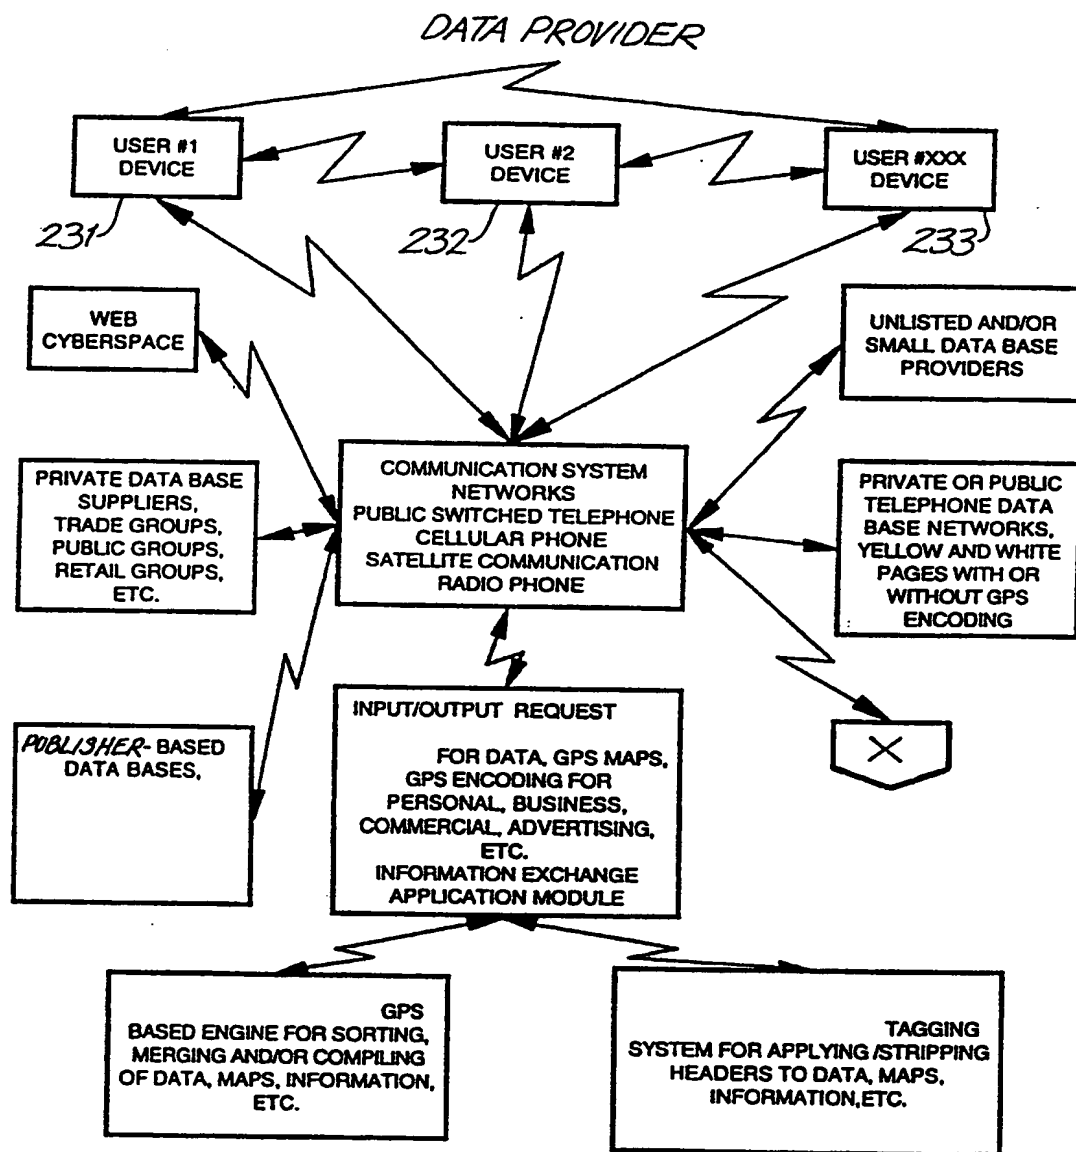 DATA PROVIDER
USER #1
DEVICE
USER #2
DEVICE
USER #XXX
DEVICE
231
232
233
WEB
CYBERSPACE
UNLISTED AND/OR
SMALL DATA BASE
PROVIDERS
PRIVATE DATA BASE
SUPPLIERS,
TRADE GROUPS,
PUBLIC GROUPS,
RETAIL GROUPS,
ETC.
COMMUNICATION SYSTEM
NETWORKS
PUBLIC SWITCHED TELEPHONE
CELLULAR PHONE
SATELLITE COMMUNICATION
RADIO PHONE
PRIVATE OR PUBLIC
TELEPHONE DATA
BASE NETWORKS,
YELLOW AND WHITE
PAGES WITH OR
WITHOUT GPS
ENCODING
POBLISHER- BASED
DATA BASES,
INPUT/OUTPUT REQUEST
FOR DATA, GPS MAPS,
GPS ENCODING FOR
PERSONAL, BUSINESS,
COMMERCIAL, ADVERTISING,
ETC.
INFORMATION EXCHANGE
APPLICATION MODULE
X
GPS
BASED ENGINE FOR SORTING,
MERGING AND/OR COMPILING
OF DATA, MAPS, INFORMATION,
ETC.
TAGGING
SYSTEM FOR APPLYING /STRIPPING
HEADERS TO DATA, MAPS,
INFORMATION,ETC.